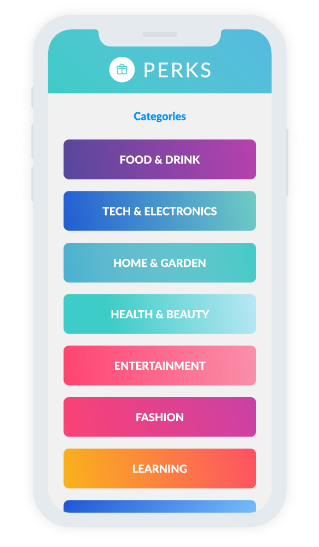 PERKS
Categories
FOOD & DRINK
TECH & ELECTRONICS
HOME & GARDEN
HEALTH & BEAUTY
ENTERTAINMENT
FASHION
LEARNING